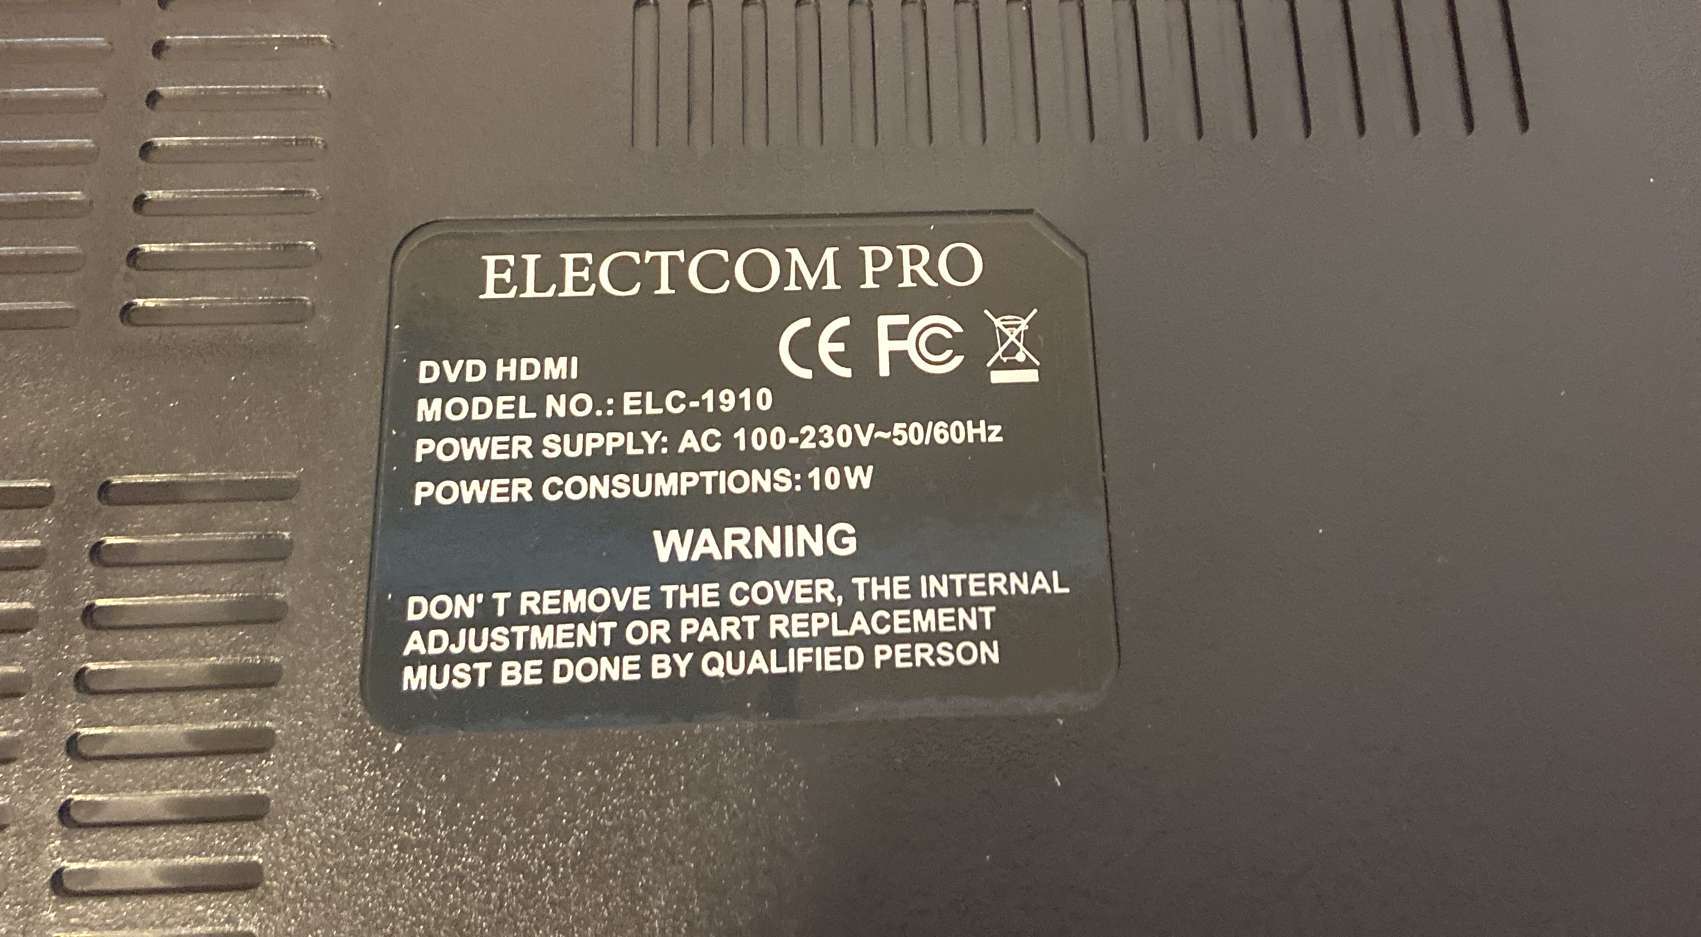 ELECTCOM PRO
CE FC
DVD HDMI
MODEL NO.: ELC-1910
POWER SUPPLY: AC 100-230V~50/60Hz
POWER CONSUMPTIONS: 10W
WARNING
DON' T REMOVE THE COVER, THE INTERNAL
ADJUSTMENT OR PART REPLACEMENT
MUST BE DONE BY QUALIFIED PERSON